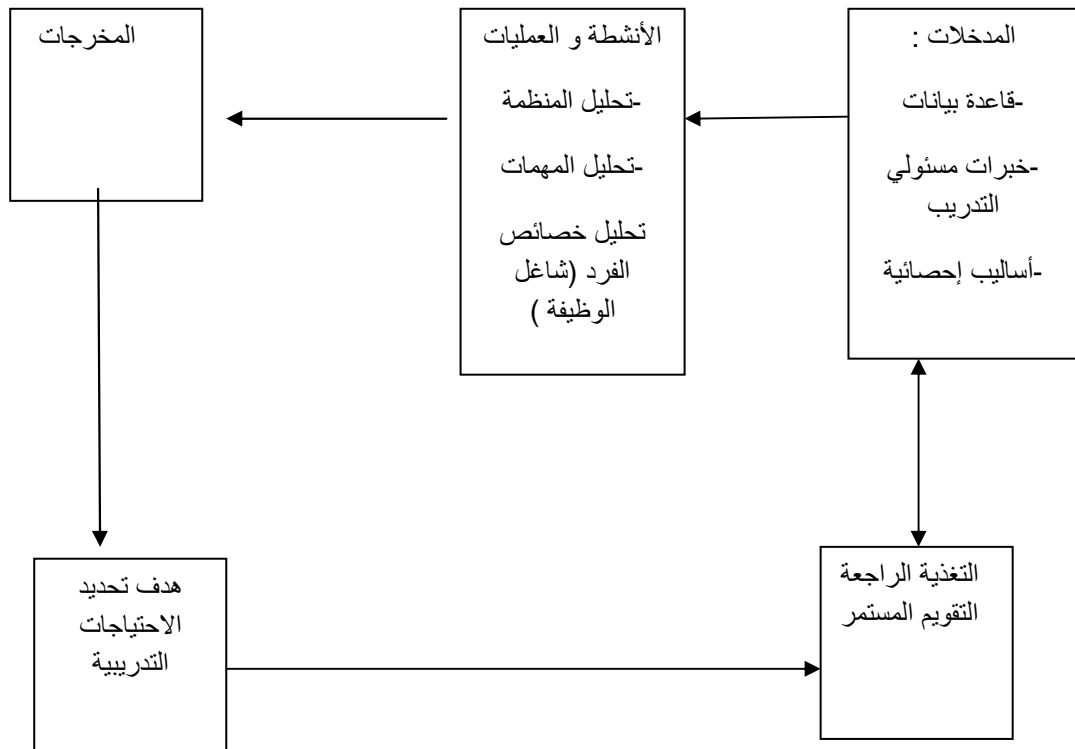 المدخلات :
-قاعدة بيانات
-خبرات مسئولي
التدريب
-أساليب إحصائية
الأنشطة و العمليات
-تحليل المنظمة
-تحليل المهمات
تحليل خصائص
الفرد (شاغل
الوظيفة )
المخرجات
هدف تحديد
الاحتياجات
التدريبية
التغذية الراجعة
التقويم المستمر